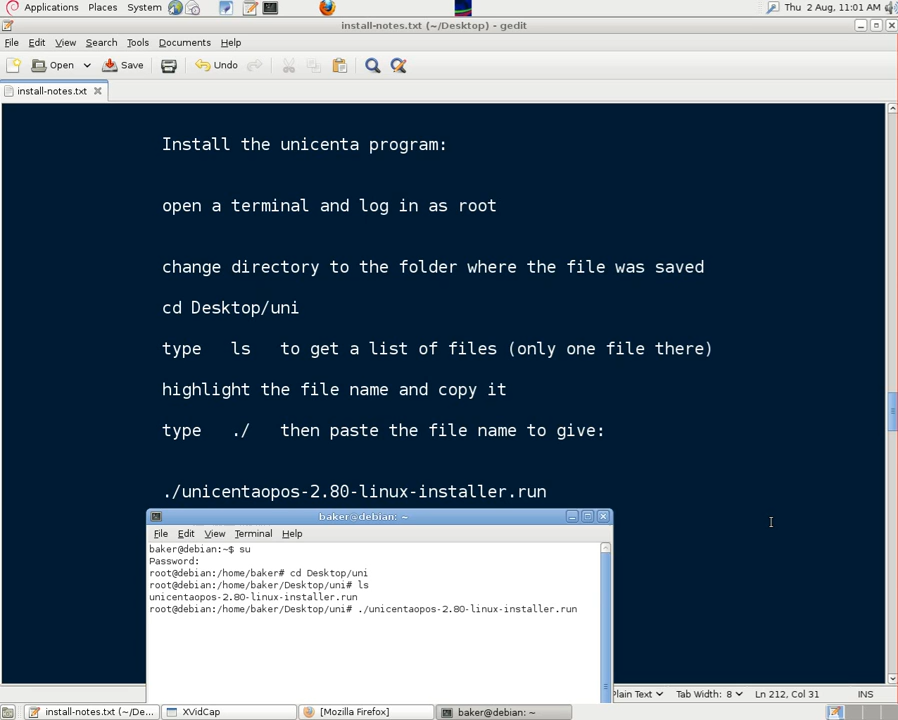 Applications Places System Thu 2 Aug, 11:01 AM
install-notes.txt (~/Desktop) - gedit
File Edit View Search Tools Documents Help
Open Save Undo
install-notes.txt
Install the unicenta program:
open a terminal and log in as root
change directory to the folder where the file was saved
cd Desktop/uni
type ls to get a list of files (only one file there)
highlight the file name and copy it
type ./ then paste the file name to give:
./unicentaopos-2.80-linux-installer.run
baker@debian: ~
File Edit View Terminal Help
baker@debian:~$ su
Password:
root@debian:/home/baker# cd Desktop/uni
root@debian:/home/baker/Desktop/uni# ls
unicentaopos-2.80-linux-installer.run
root@debian:/home/baker/Desktop/uni# ./unicentaopos-2.80-linux-installer.run
Plain Text Tab Width: 8 Ln 212, Col 31 INS
install-notes.txt (~/De... XVidCap [Mozilla Firefox] baker@debian: ~